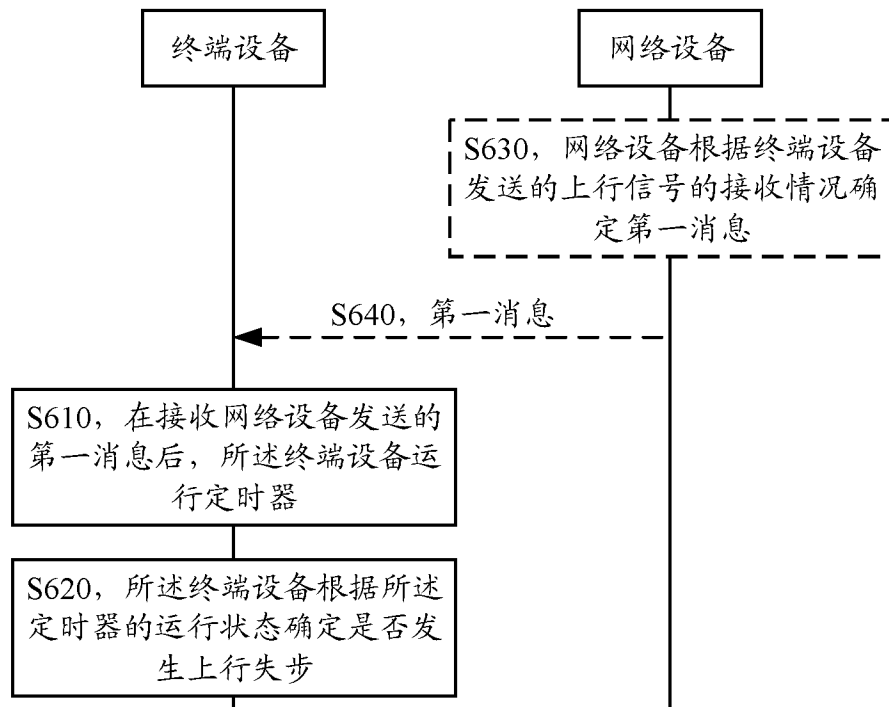 终端设备
网络设备
S630，网络设备根据终端设备
发送的上行信号的接收情况确
定第一消息
S640，第一消息
S610，在接收网络设备发送的
第一消息后，所述终端设备运
行定时器
S620，所述终端设备根据所述
定时器的运行状态确定是否发
生上行失步